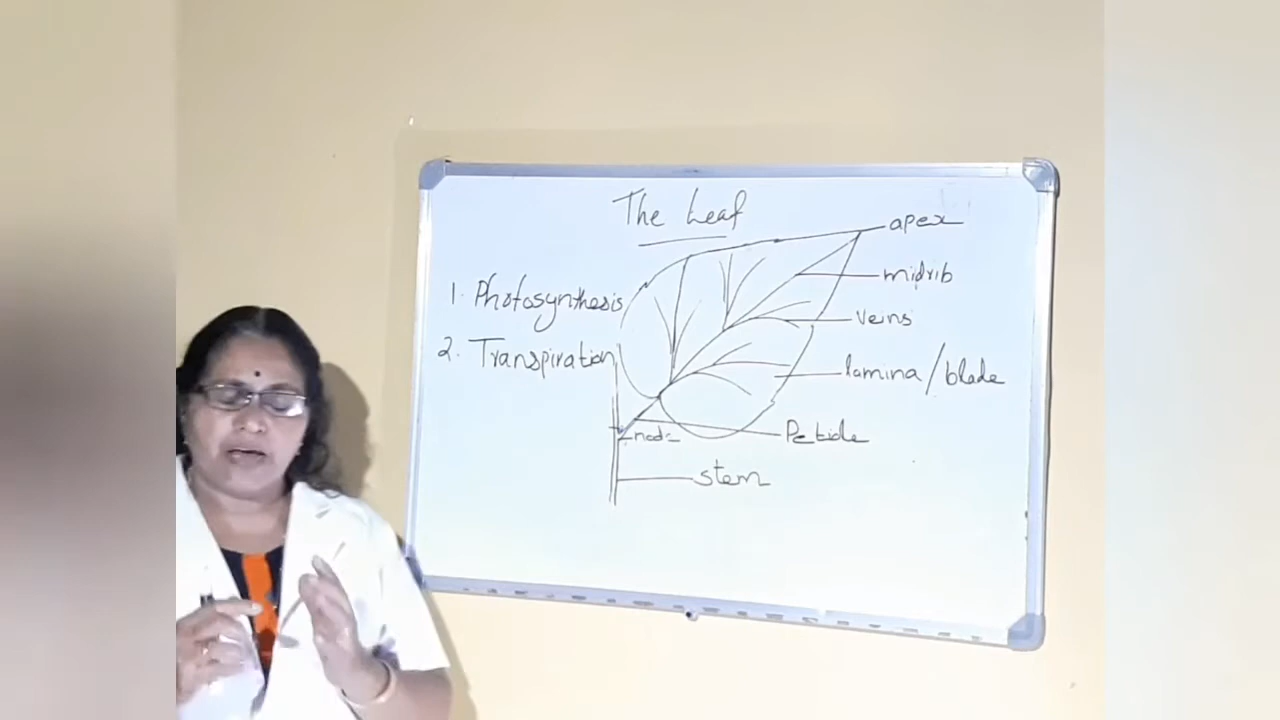 The Leaf
apex
midrib
1. Photosynthesis
veins
2. Transpiration
lamina/blade
node
Petiole
stem